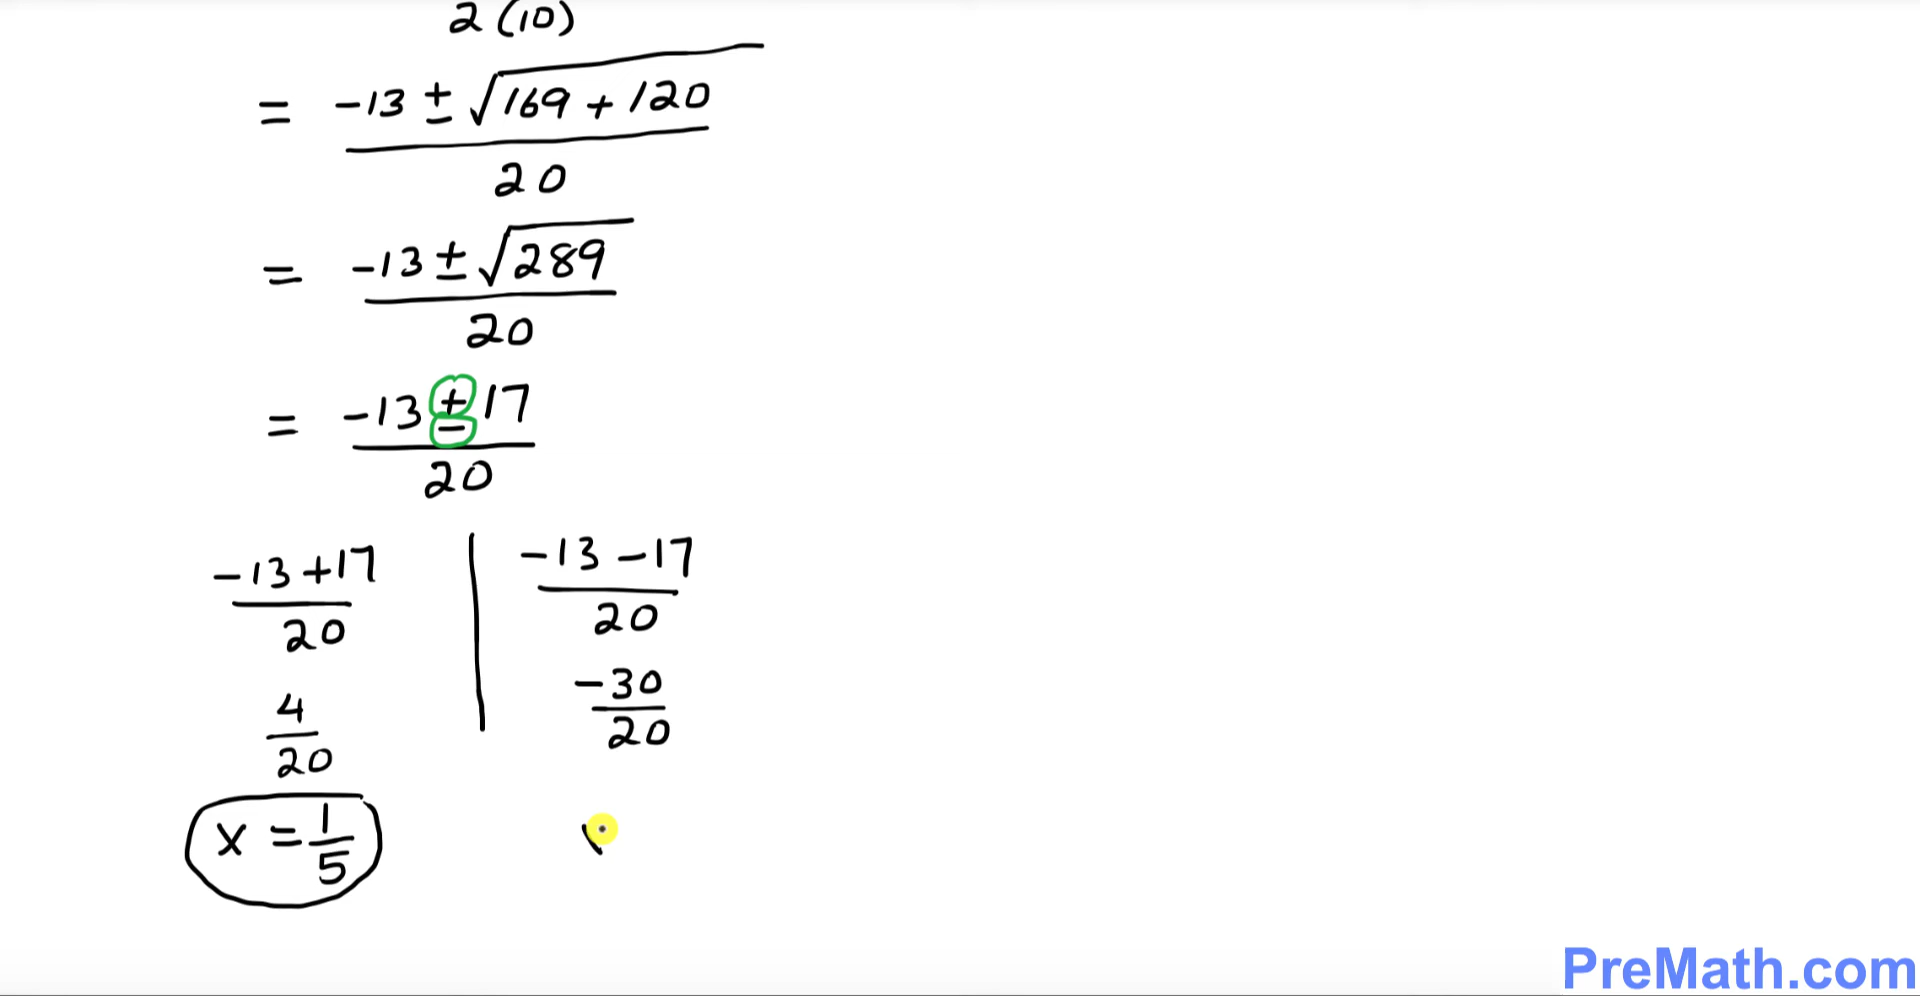 2(10)
= -13 ± √169 + 120
20
= -13 ± √289
20
= -13 ± 17
20
-13 + 17
20
4
20
x = 1
5
-13 - 17
20
-30
20
PreMath.com